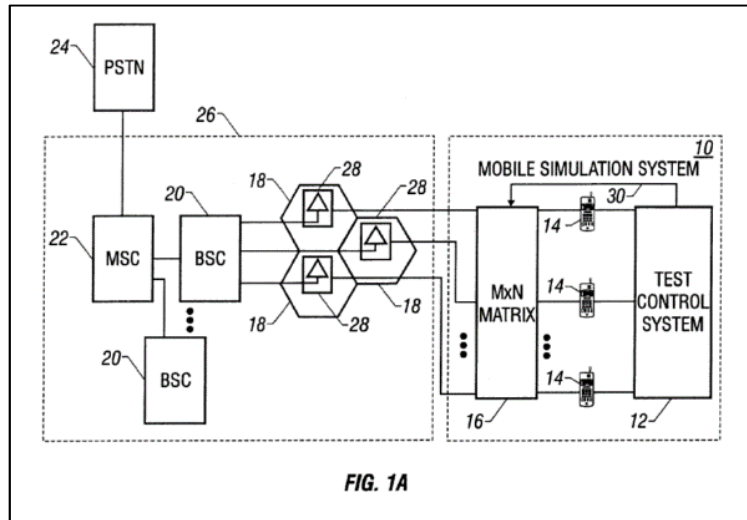 24
PSTN
26
10
MOBILE SIMULATION SYSTEM
30
28
18
28
20
14
22
MSC
BSC
MxN
MATRIX
14
TEST
CONTROL
SYSTEM
18
28
18
14
20
BSC
16
12
FIG. 1A